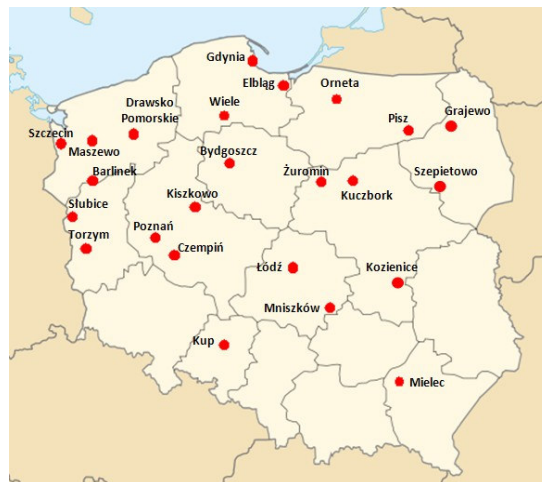 Gdynia
Elbląg
Orneta
Drawsko
Pomorskie
Wiele
Pisz
Grajewo
Szczecin
Maszewo
Bydgoszcz
Barlinek
Żuromin
Szepietowo
Kiszkowo
Kuczbork
Słubice
Torzym
Poznań
Czempiń
Łódź
Kozienice
Mniszków
Kup
Mielec